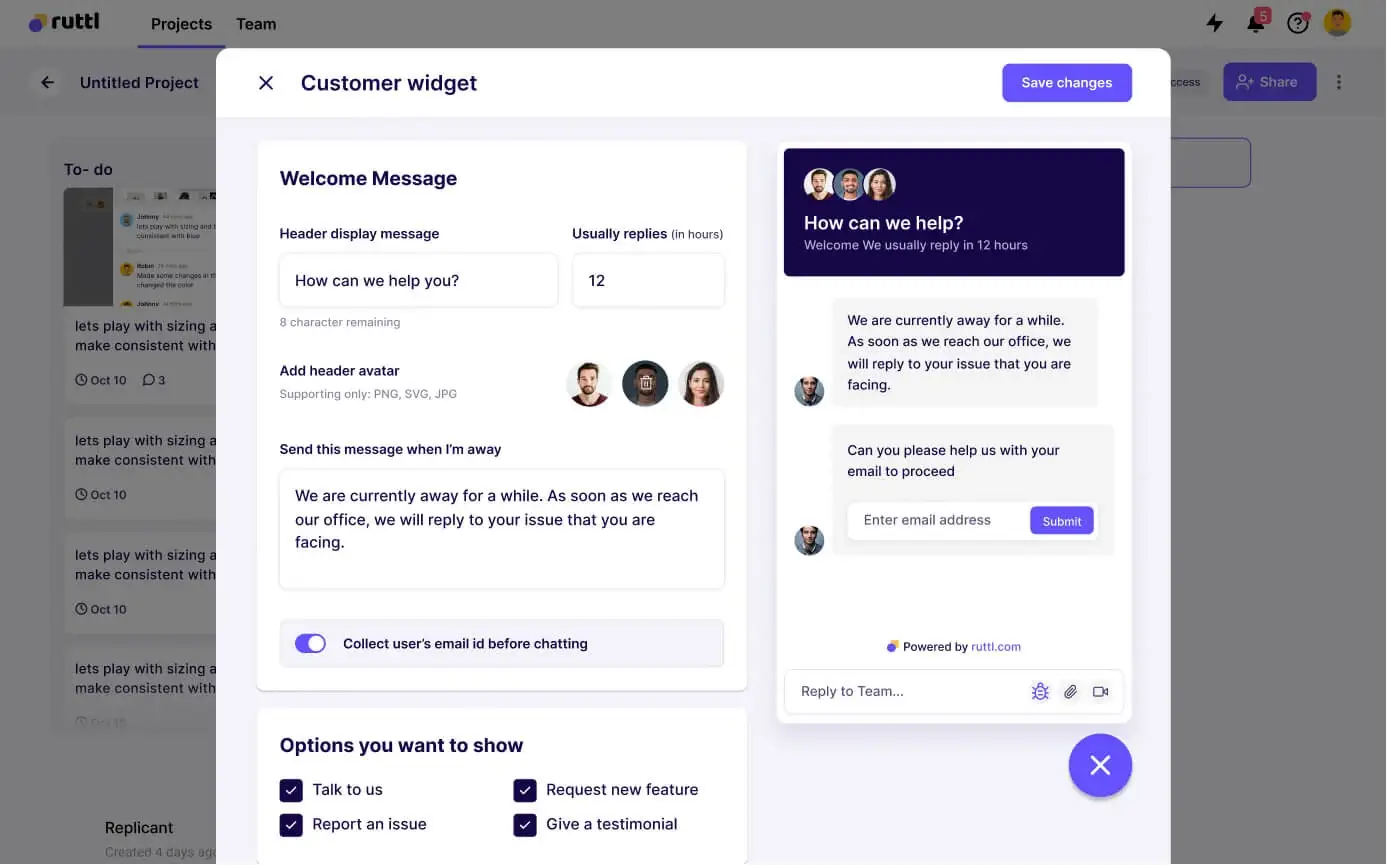 ruttl
Projects
Team
5
Untitled Project
Share
Customer widget
Save changes
To- do
Johnny
lets play with sizing and
consistent with blue
Robin
Made some changes in th
changed the color
Johnny
lets play with sizing a
make consistent with
Oct 10
3
lets play with sizing a
make consistent with
Oct 10
lets play with sizing a
make consistent with
Oct 10
lets play with sizing a
make consistent with
Oct 10
Replicant
Created 4 days ago
Welcome Message
Header display message
Usually replies (in hours)
How can we help you?
12
8 character remaining
Add header avatar
Supporting only: PNG, SVG, JPG
Send this message when I'm away
We are currently away for a while. As soon as we reach
our office, we will reply to your issue that you are
facing.
Collect user's email id before chatting
Options you want to show
Talk to us
Request new feature
Report an issue
Give a testimonial
How can we help?
Welcome We usually reply in 12 hours
We are currently away for a while.
As soon as we reach our office, we
will reply to your issue that you are
facing.
Can you please help us with your
email to proceed
Enter email address
Submit
Powered by ruttl.com
Reply to Team...